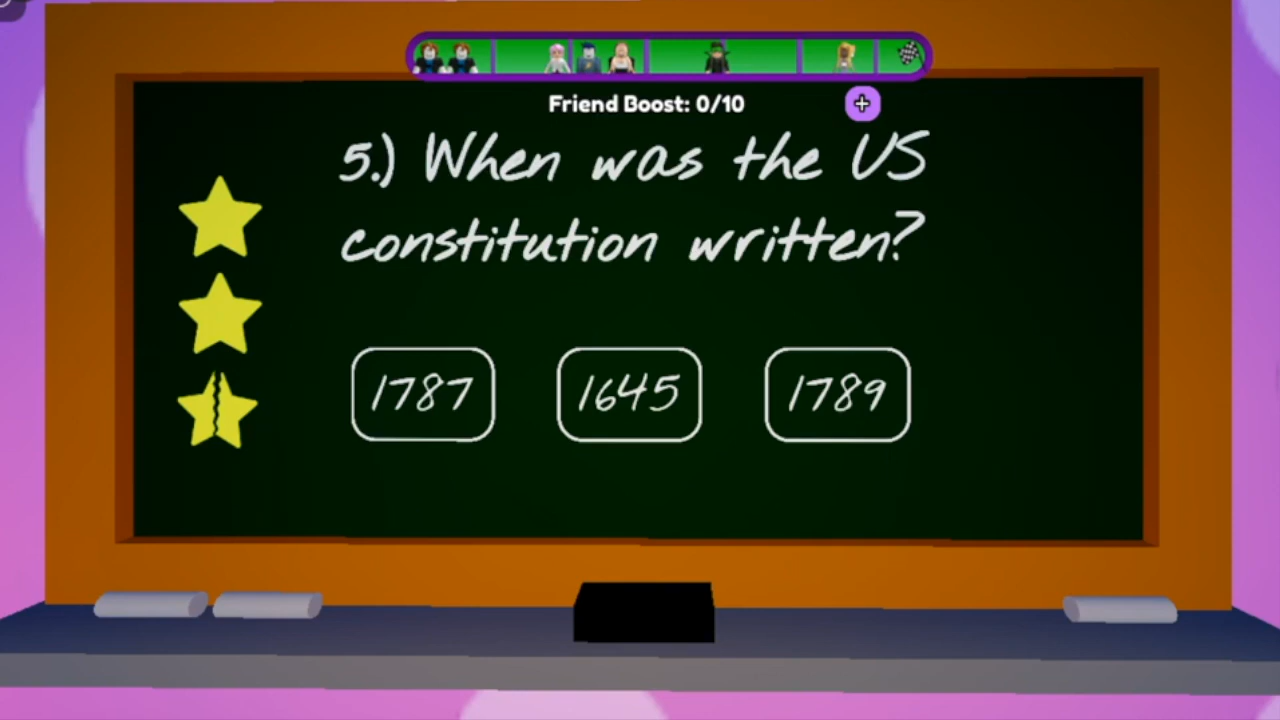 Friend Boost: 0/10
+
5.) When was the US
constitution written?
1787 1645 1789